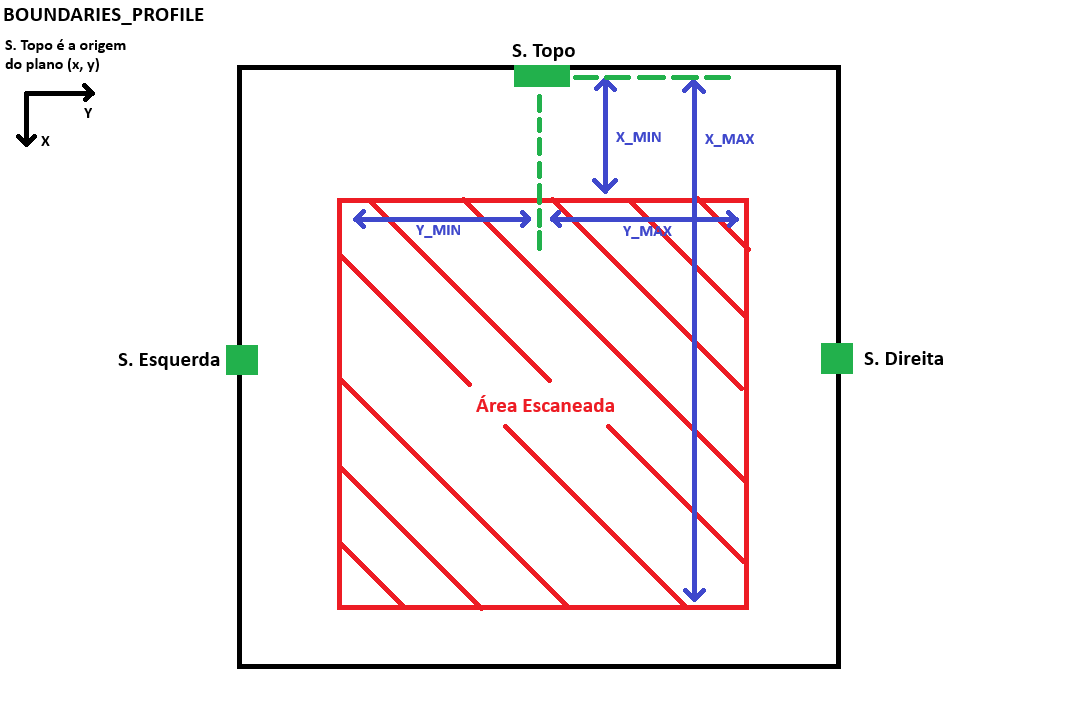 BOUNDARIES_PROFILE
S. Topo é a origem
do plano (x, y)
Y
X
S. Topo
X_MIN
X_MAX
Y_MIN
Y_MAX
S. Esquerda
S. Direita
Área Escaneada